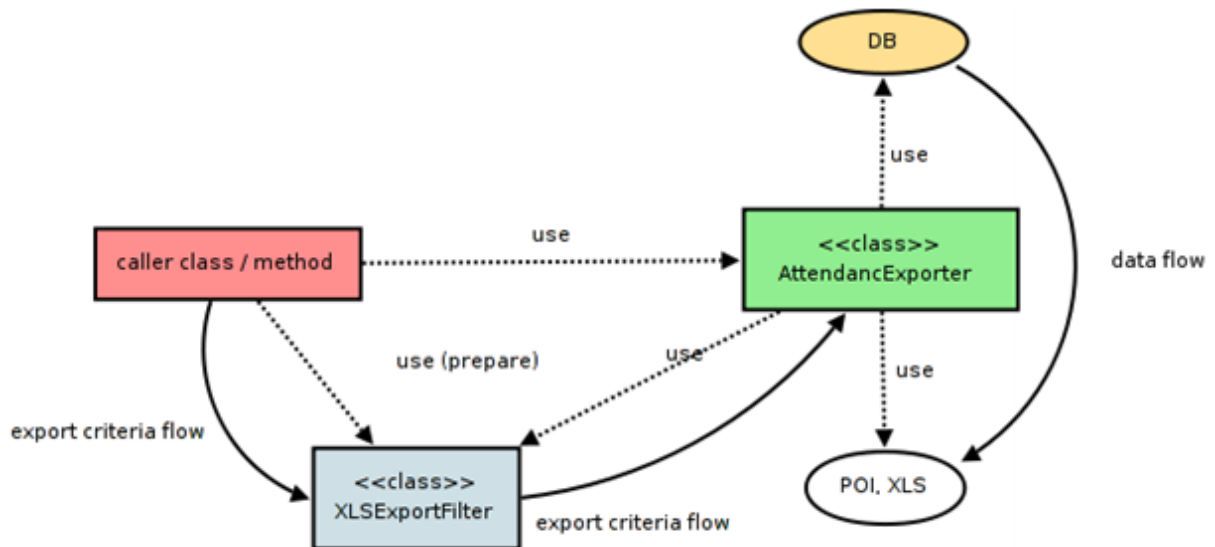 DB
use
<<class>>
AttendancExporter
use
caller class / method
data flow
use (prepare)
use
use
export criteria flow
<<class>>
XLSExportFilter
POI, XLS
export criteria flow